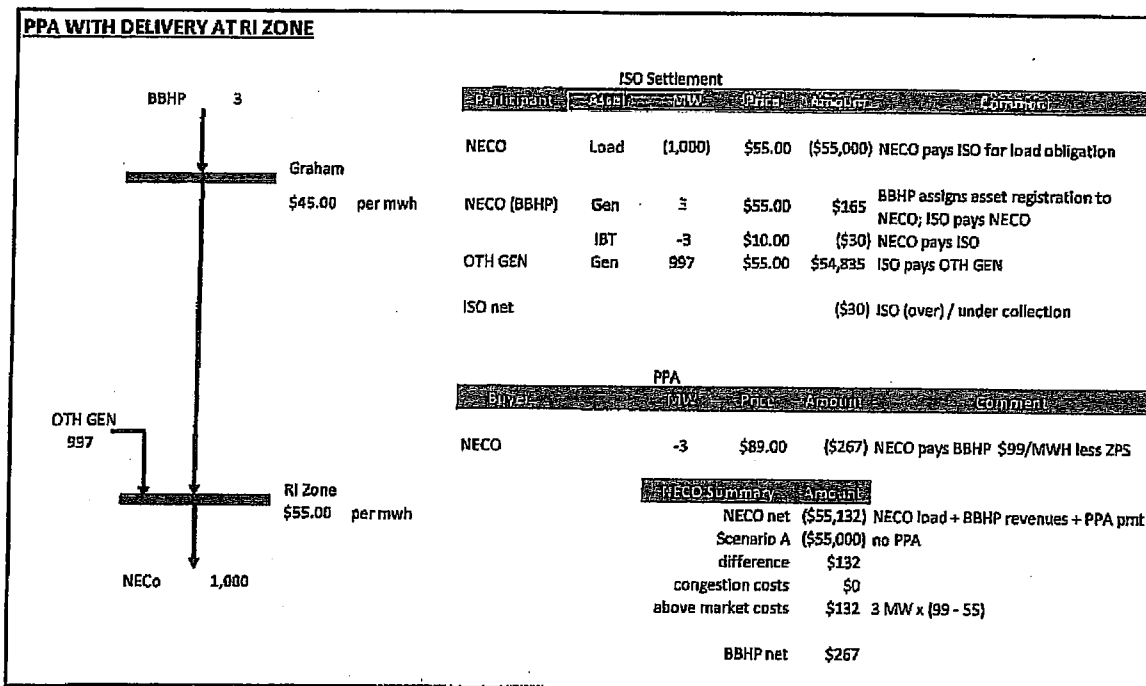 PPA WITH DELIVERY AT RI ZONE
BBHP 3
Graham
$45.00 per mwh
OTH GEN
997
RI Zone
$55.00 per mwh
NECo 1,000
ISO Settlement
Participant MW Price Amount Comment
NECO Load (1,000) $55.00 ($55,000) NECO pays ISO for load obligation
NECO (BBHP) Gen 3 $55.00 $165 BBHP assigns asset registration to
NECO; ISO pays NECO
IBT -3 $10.00 ($30) NECO pays ISO
OTH GEN Gen 997 $55.00 $54,835 ISO pays OTH GEN
ISO net ($30) ISO (over) / under collection
PPA
Buyer MW Price Amount Comment
NECO -3 $89.00 ($267) NECO pays BBHP $99/MWH less ZPS
NECO Summary Amount
NECO net ($55,132) NECO load + BBHP revenues + PPA pmt
Scenario A ($55,000) no PPA
difference $132
congestion costs $0
above market costs $132 3 MW x (99 - 55)
BBHP net $267